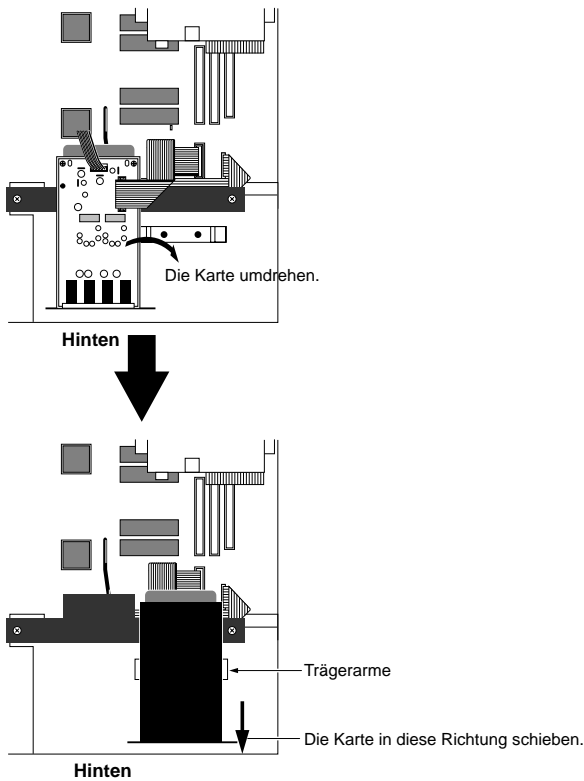 Die Karte umdrehen.
Hinten
Trägerarme
Die Karte in diese Richtung schieben.
Hinten